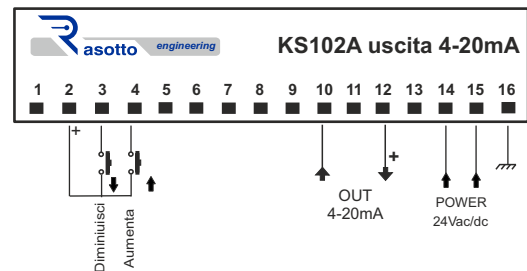 Rasotto engineering
KS102A uscita 4-20mA
1 2 3 4 5 6 7 8 9 10 11 12 13 14 15 16
+
+
OUT
4-20mA
POWER
24Vac/dc
Diminiuisci
Aumenta